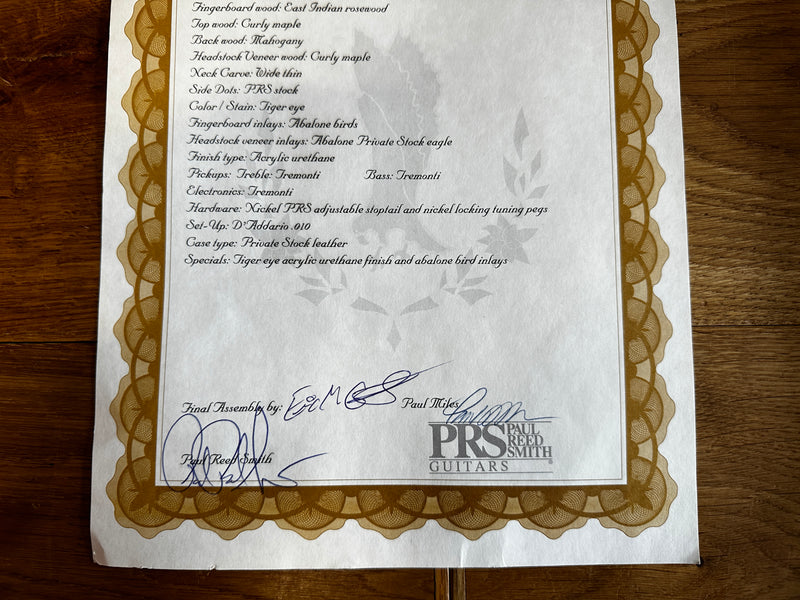 Fingerboard wood: East Indian rosewood
Top wood: Curly maple
Back wood: Mahogany
Headstock Veneer wood: Curly maple
Neck Carve: Wide thin
Side Dots: PRS stock
Color / Stain: Tiger eye
Fingerboard inlays: Abalone birds
Headstock veneer inlays: Abalone Private Stock eagle
Finish type: Acrylic urethane
Pickups: Treble: Tremonti Bass: Tremonti
Electronics: Tremonti
Hardware: Nickel PRS adjustable stoptail and nickel locking tuning pegs
Set-Up: D'Addario .010
Case type: Private Stock leather
Specials: Tiger eye acrylic urethane finish and abalone bird inlays
Final Assembly by: Eric M Paul Miles
Paul Reed Smith
PRS PAUL REED SMITH
GUITARS